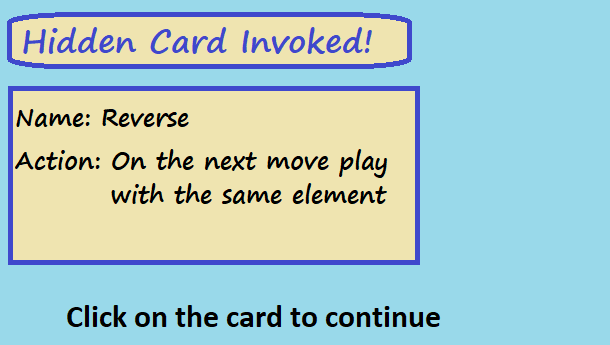 Hidden Card Invoked!
Name: Reverse
Action: On the next move play
with the same element
Click on the card to continue